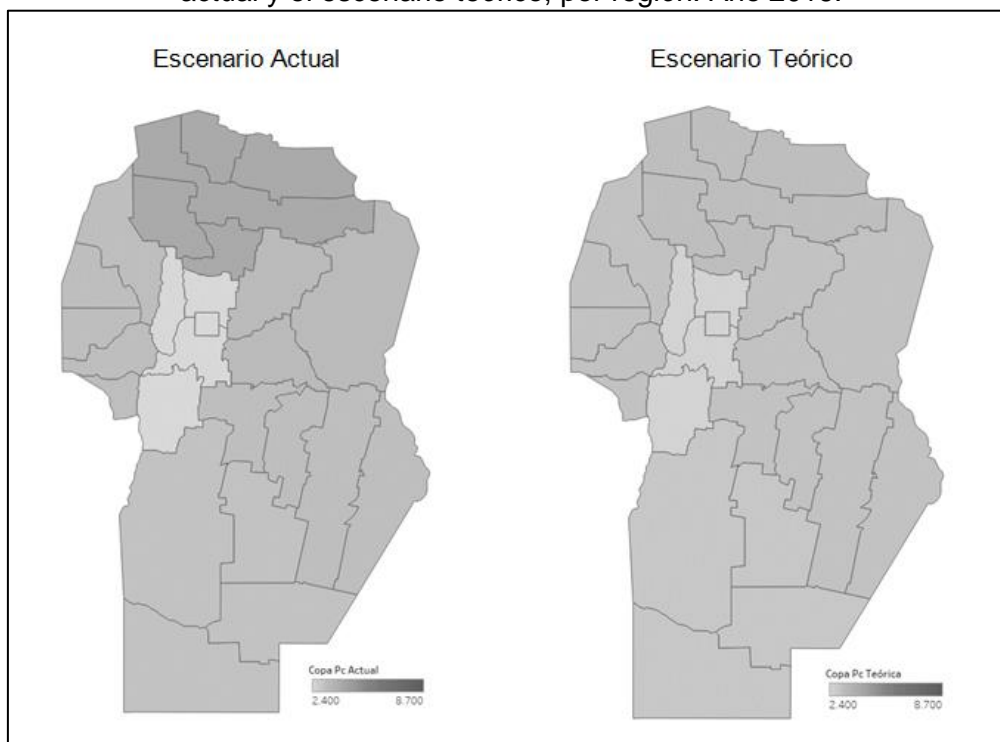 actual y el escenario teórico, por región. Año 2018.
Escenario Actual
Escenario Teórico
Copa Pc Actual
2.400 8.700
Copa Pc Teórica
2.400 8.700